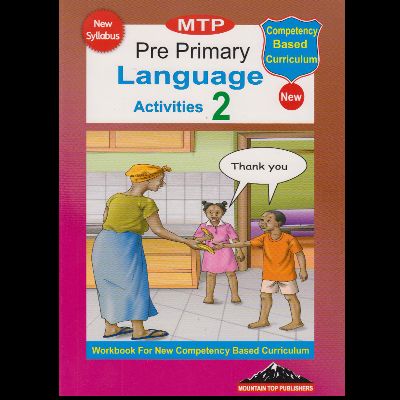 New
Syllabus
MTP
Pre Primary
Language
Activities 2
Competency
Based
Curriculum
New
Thank you
Workbook For New Competency Based Curriculum
MOUNTAIN TOP PUBLISHERS